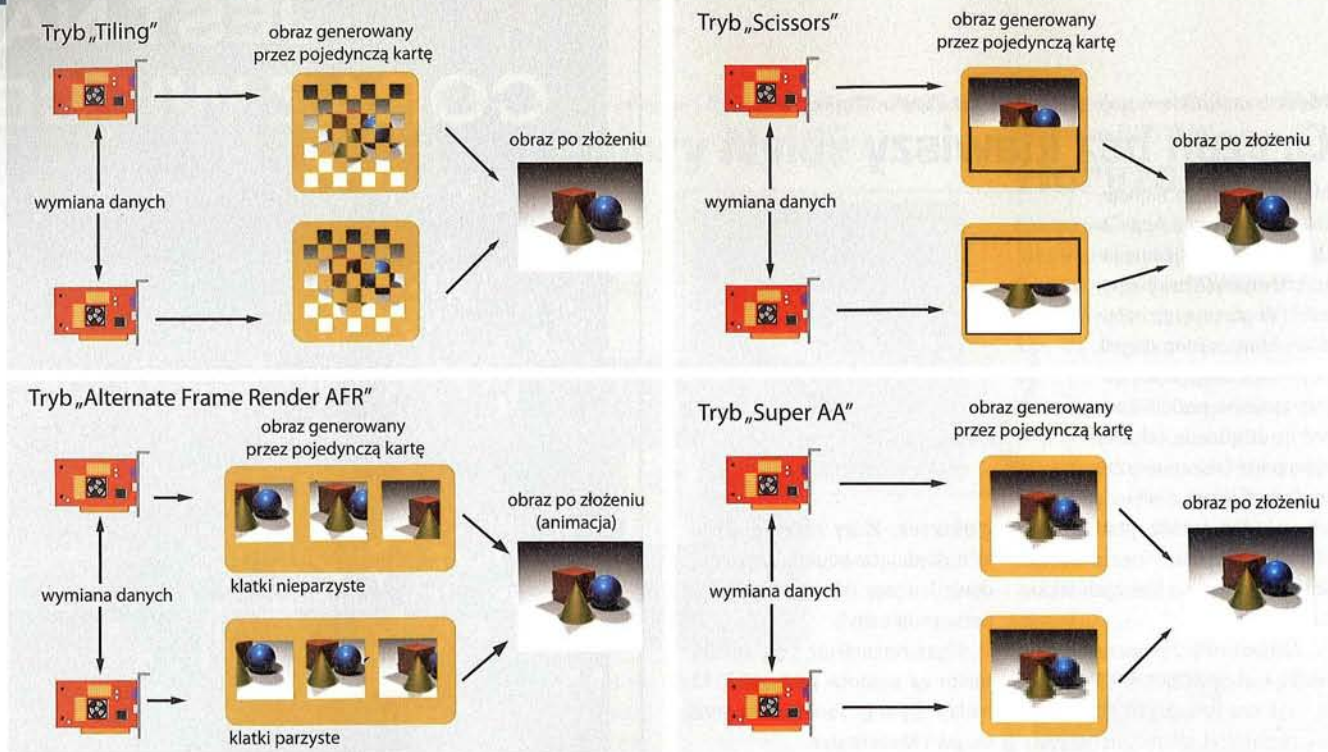 Tryb „Tiling”
obraz generowany
przez pojedynczą kartę
wymiana danych
obraz po złożeniu
Tryb „Scissors”
obraz generowany
przez pojedynczą kartę
wymiana danych
obraz po złożeniu
Tryb „Alternate Frame Render AFR”
obraz generowany
przez pojedynczą kartę
klatki nieparzyste
wymiana danych
klatki parzyste
obraz po złożeniu
(animacja)
Tryb „Super AA”
obraz generowany
przez pojedynczą kartę
wymiana danych
obraz po złożeniu